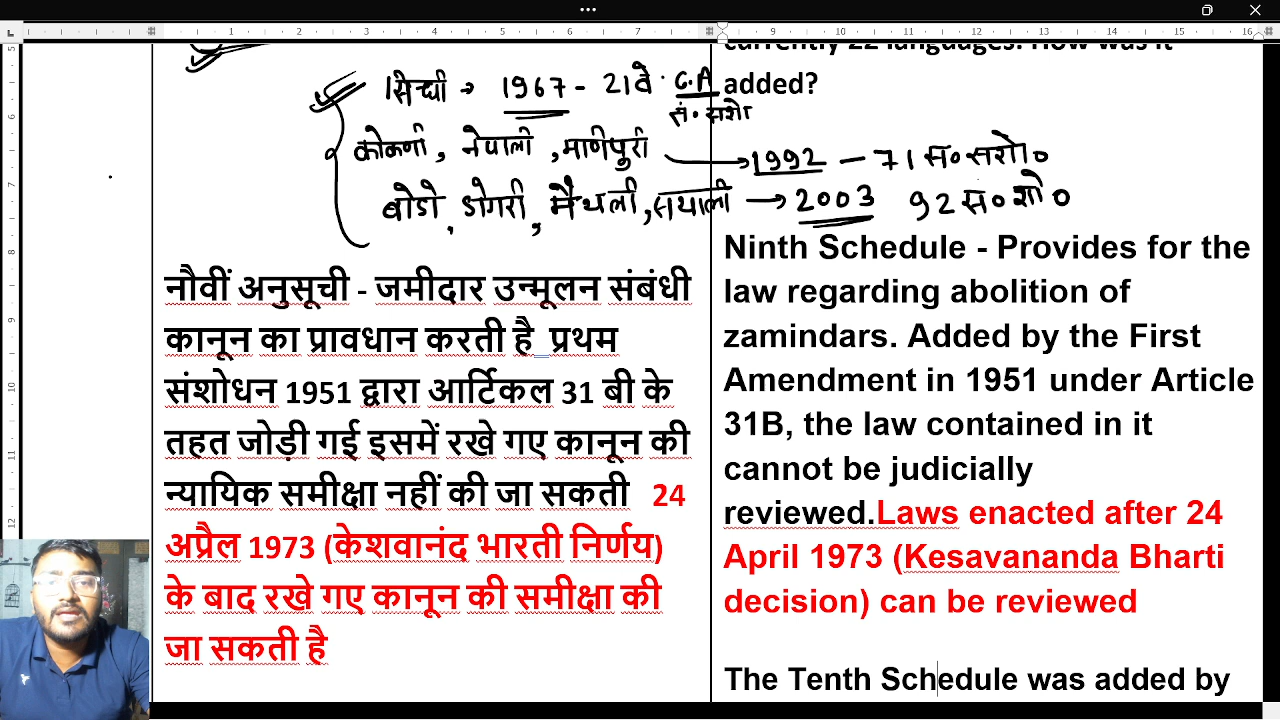 currently 22 languages. How was it
added?
सिन्धी → 1967 - 21वे C.A
सं. संशो
कोकणी, नेपाली, माणिपुरी → 1992 - 71 सं० संशो०
बोडो, डोगरी, मैथली, संथाली → 2003 92 सं० शो०
नौवीं अनुसूची - जमीदार उन्मूलन संबंधी
कानून का प्रावधान करती है प्रथम
संशोधन 1951 द्वारा आर्टिकल 31 बी के
तहत जोड़ी गई इसमें रखे गए कानून की
न्यायिक समीक्षा नहीं की जा सकती 24
अप्रैल 1973 (केशवानंद भारती निर्णय)
के बाद रखे गए कानून की समीक्षा की
जा सकती है
Ninth Schedule - Provides for the
law regarding abolition of
zamindars. Added by the First
Amendment in 1951 under Article
31B, the law contained in it
cannot be judicially
reviewed.Laws enacted after 24
April 1973 (Kesavananda Bharti
decision) can be reviewed
The Tenth Schedule was added by